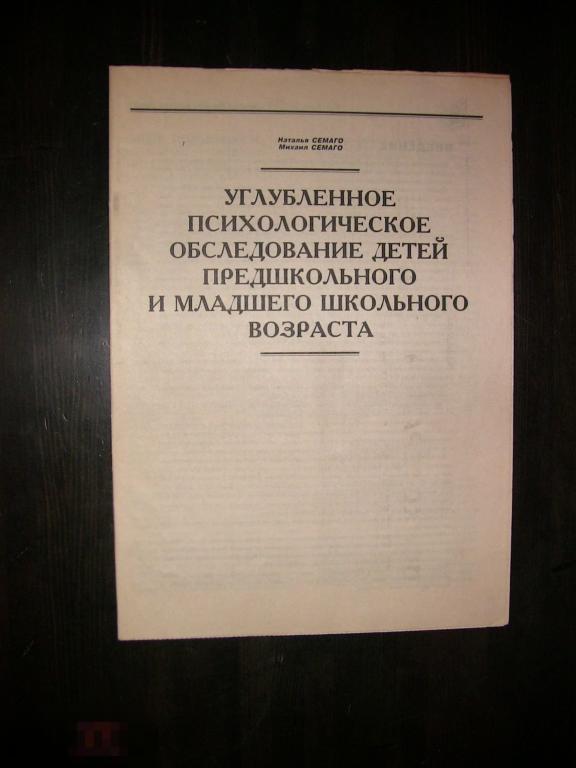 Наталья СЕМАГО
Михаил СЕМАГО
УГЛУБЛЕННОЕ
ПСИХОЛОГИЧЕСКОЕ
ОБСЛЕДОВАНИЕ ДЕТЕЙ
ПРЕДШКОЛЬНОГО
И МЛАДШЕГО ШКОЛЬНОГО
ВОЗРАСТА